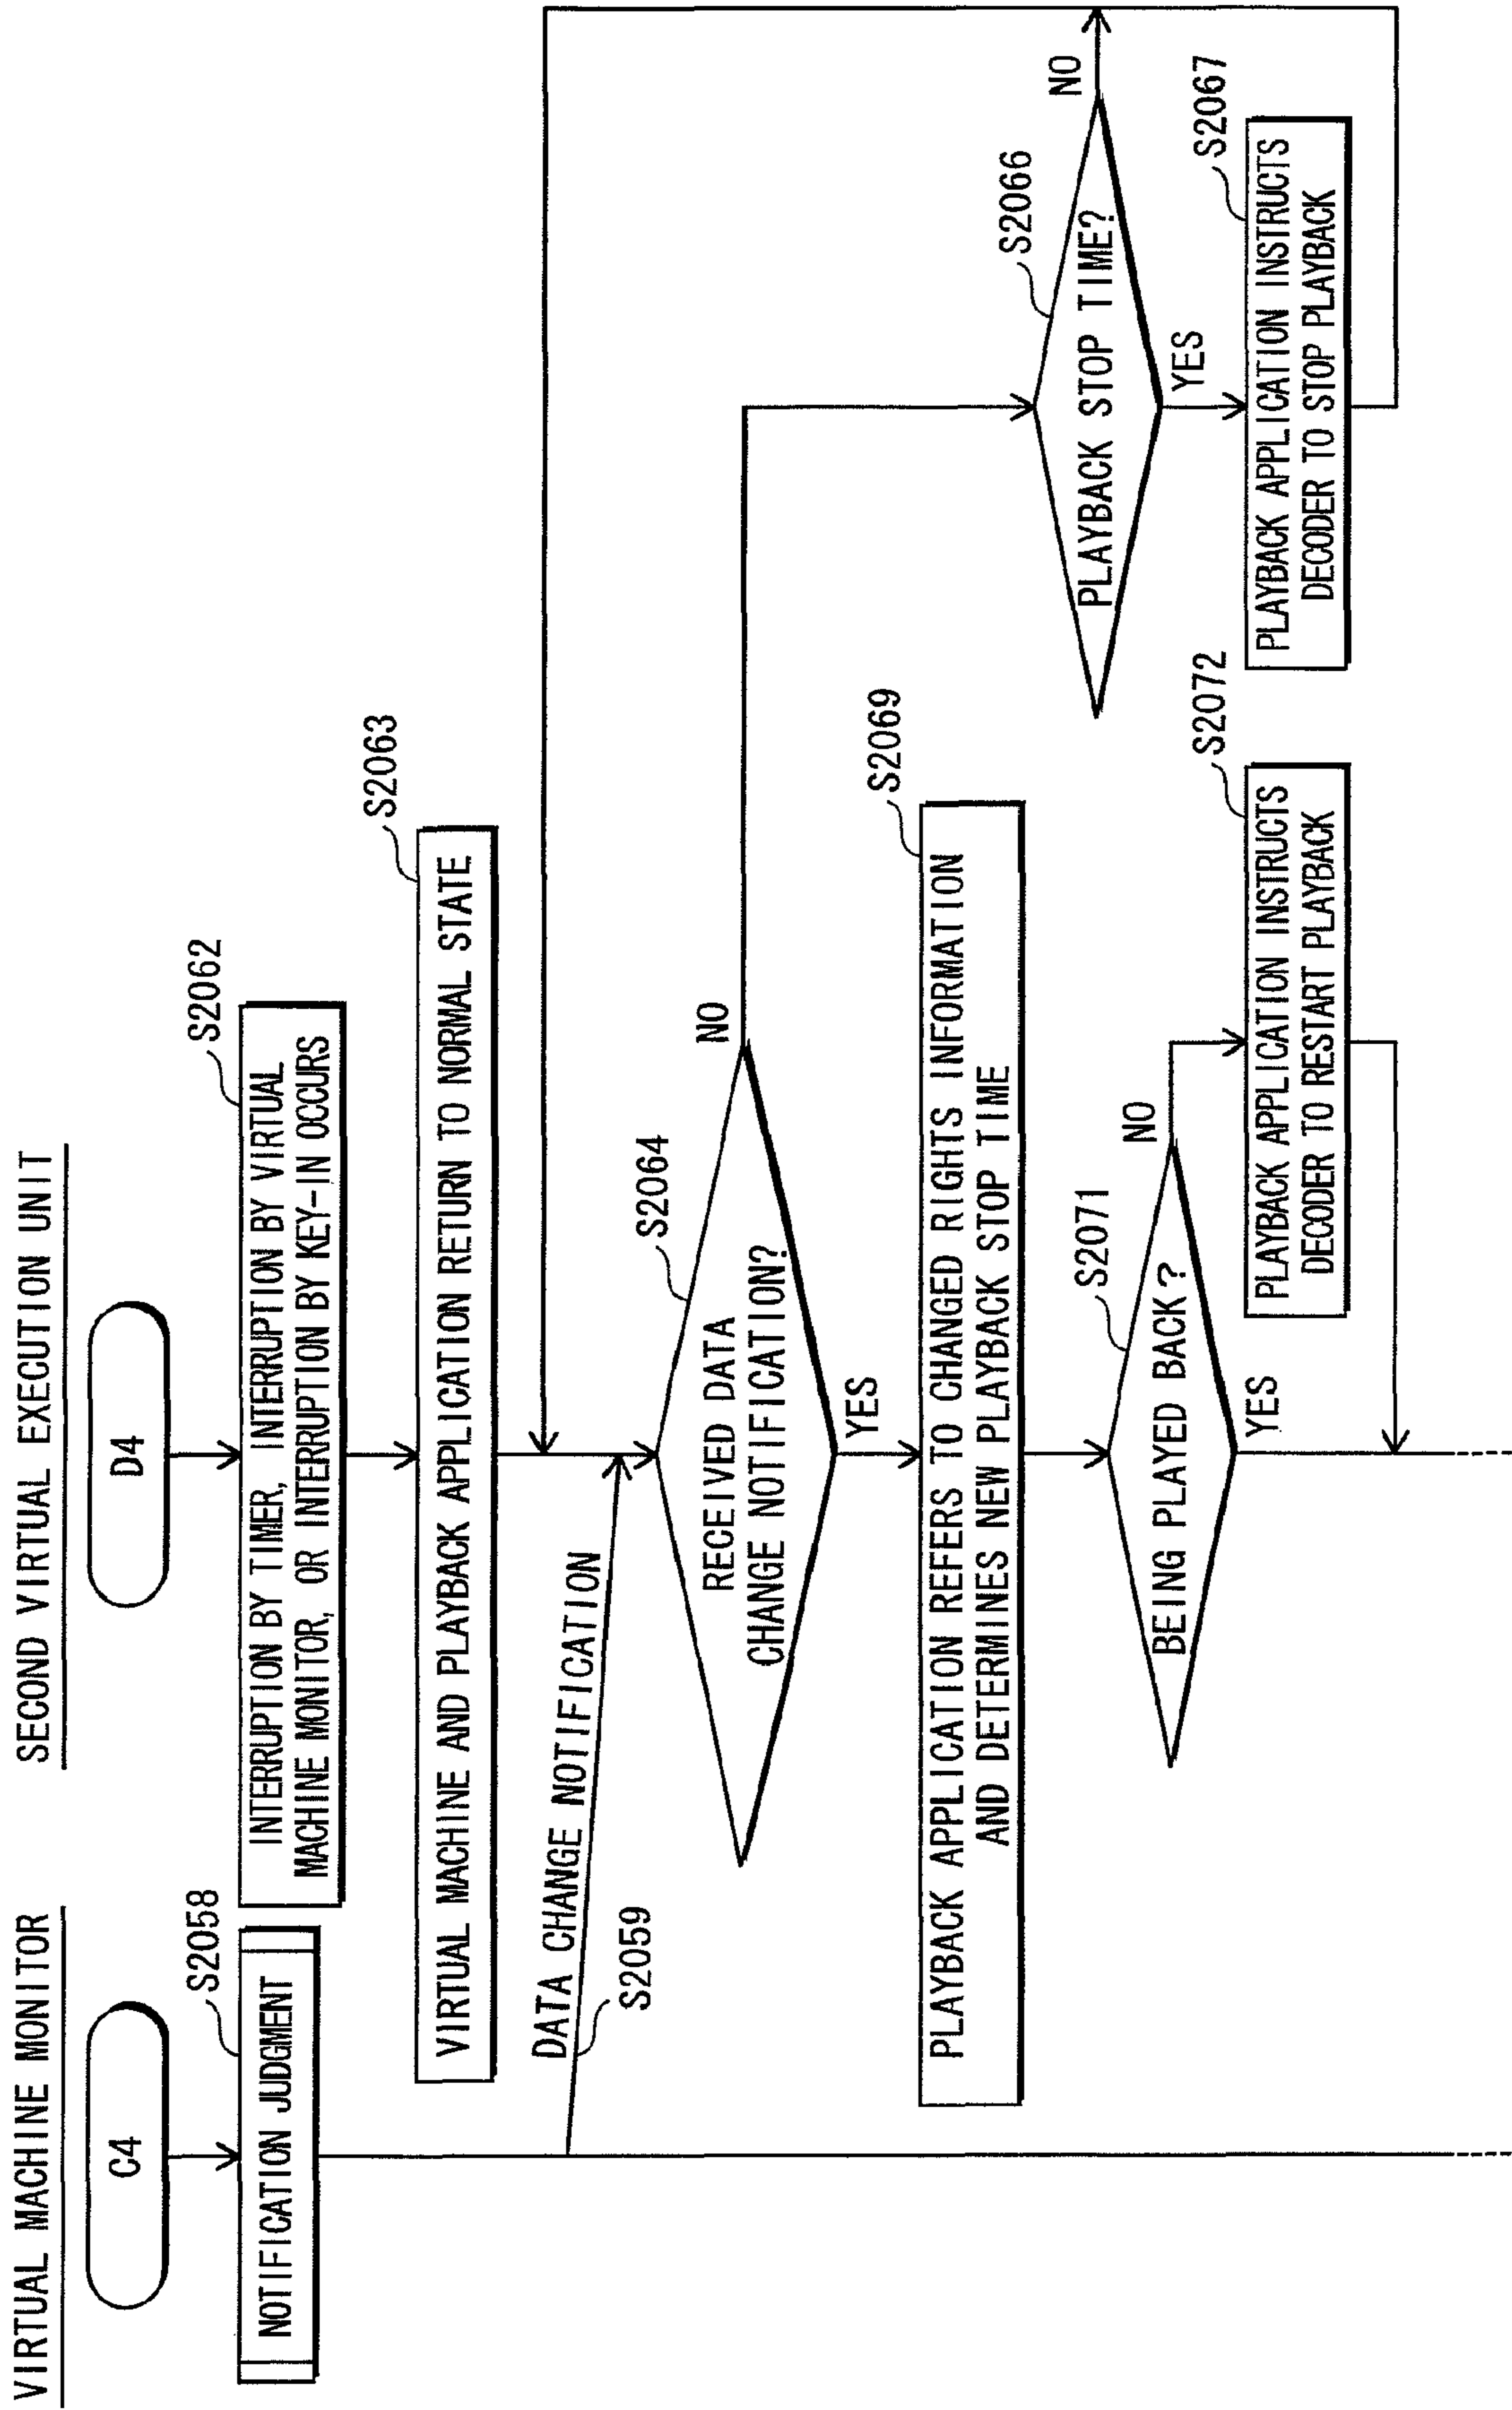 VIRTUAL MACHINE MONITOR
SECOND VIRTUAL EXECUTION UNIT
C4
D4
S2058
NOTIFICATION JUDGMENT
S2062
INTERRUPTION BY TIMER, INTERRUPTION BY VIRTUAL
MACHINE MONITOR, OR INTERRUPTION BY KEY-IN OCCURS
S2063
VIRTUAL MACHINE AND PLAYBACK APPLICATION RETURN TO NORMAL STATE
DATA CHANGE NOTIFICATION
S2059
S2064
RECEIVED DATA
CHANGE NOTIFICATION?
NO
YES
S2069
PLAYBACK APPLICATION REFERS TO CHANGED RIGHTS INFORMATION
AND DETERMINES NEW PLAYBACK STOP TIME
S2066
PLAYBACK STOP TIME?
NO
YES
S2071
BEING PLAYED BACK?
NO
YES
S2072
PLAYBACK APPLICATION INSTRUCTS
DECODER TO RESTART PLAYBACK
S2067
PLAYBACK APPLICATION INSTRUCTS
DECODER TO STOP PLAYBACK